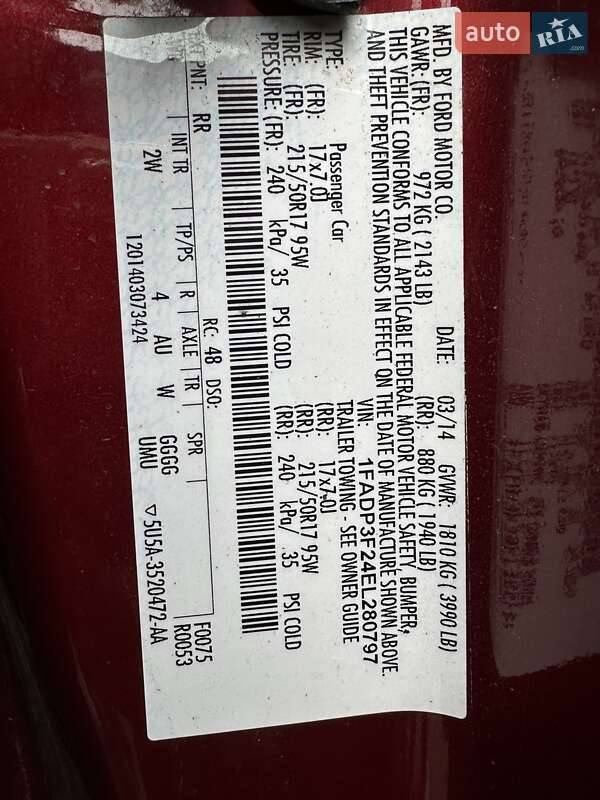 auto RIA.com
MFD. BY FORD MOTOR CO. DATE: 03/14 GVWR: 1810 KG ( 3990 LB)
GAWR: (FR): 972 KG ( 2143 LB) (RR): 880 KG ( 1940 LB)
THIS VEHICLE CONFORMS TO ALL APPLICABLE FEDERAL MOTOR VEHICLE SAFETY, BUMPER,
AND THEFT PREVENTION STANDARDS IN EFFECT ON THE DATE OF MANUFACTURE SHOWN ABOVE.
VIN: 1FADP3F24EL280797
TYPE: Passenger Car TRAILER TOWING - SEE OWNER GUIDE
RIM: (FR): 17x7.0J (RR): 17x7.0J
TIRE: (FR): 215/50R17 95W (RR): 215/50R17 95W
PRESSURE: (FR): 240 kPa/ 35 PSI COLD (RR): 240 kPa/ 35 PSI COLD
RC: 48 DSO: F0075
PNT: RR R0053
INT TR TP/PS R AXLE TR SPR
2W 4 AU W GGGG
UMU
1201403073424 ▽5U5A-3520472-AA